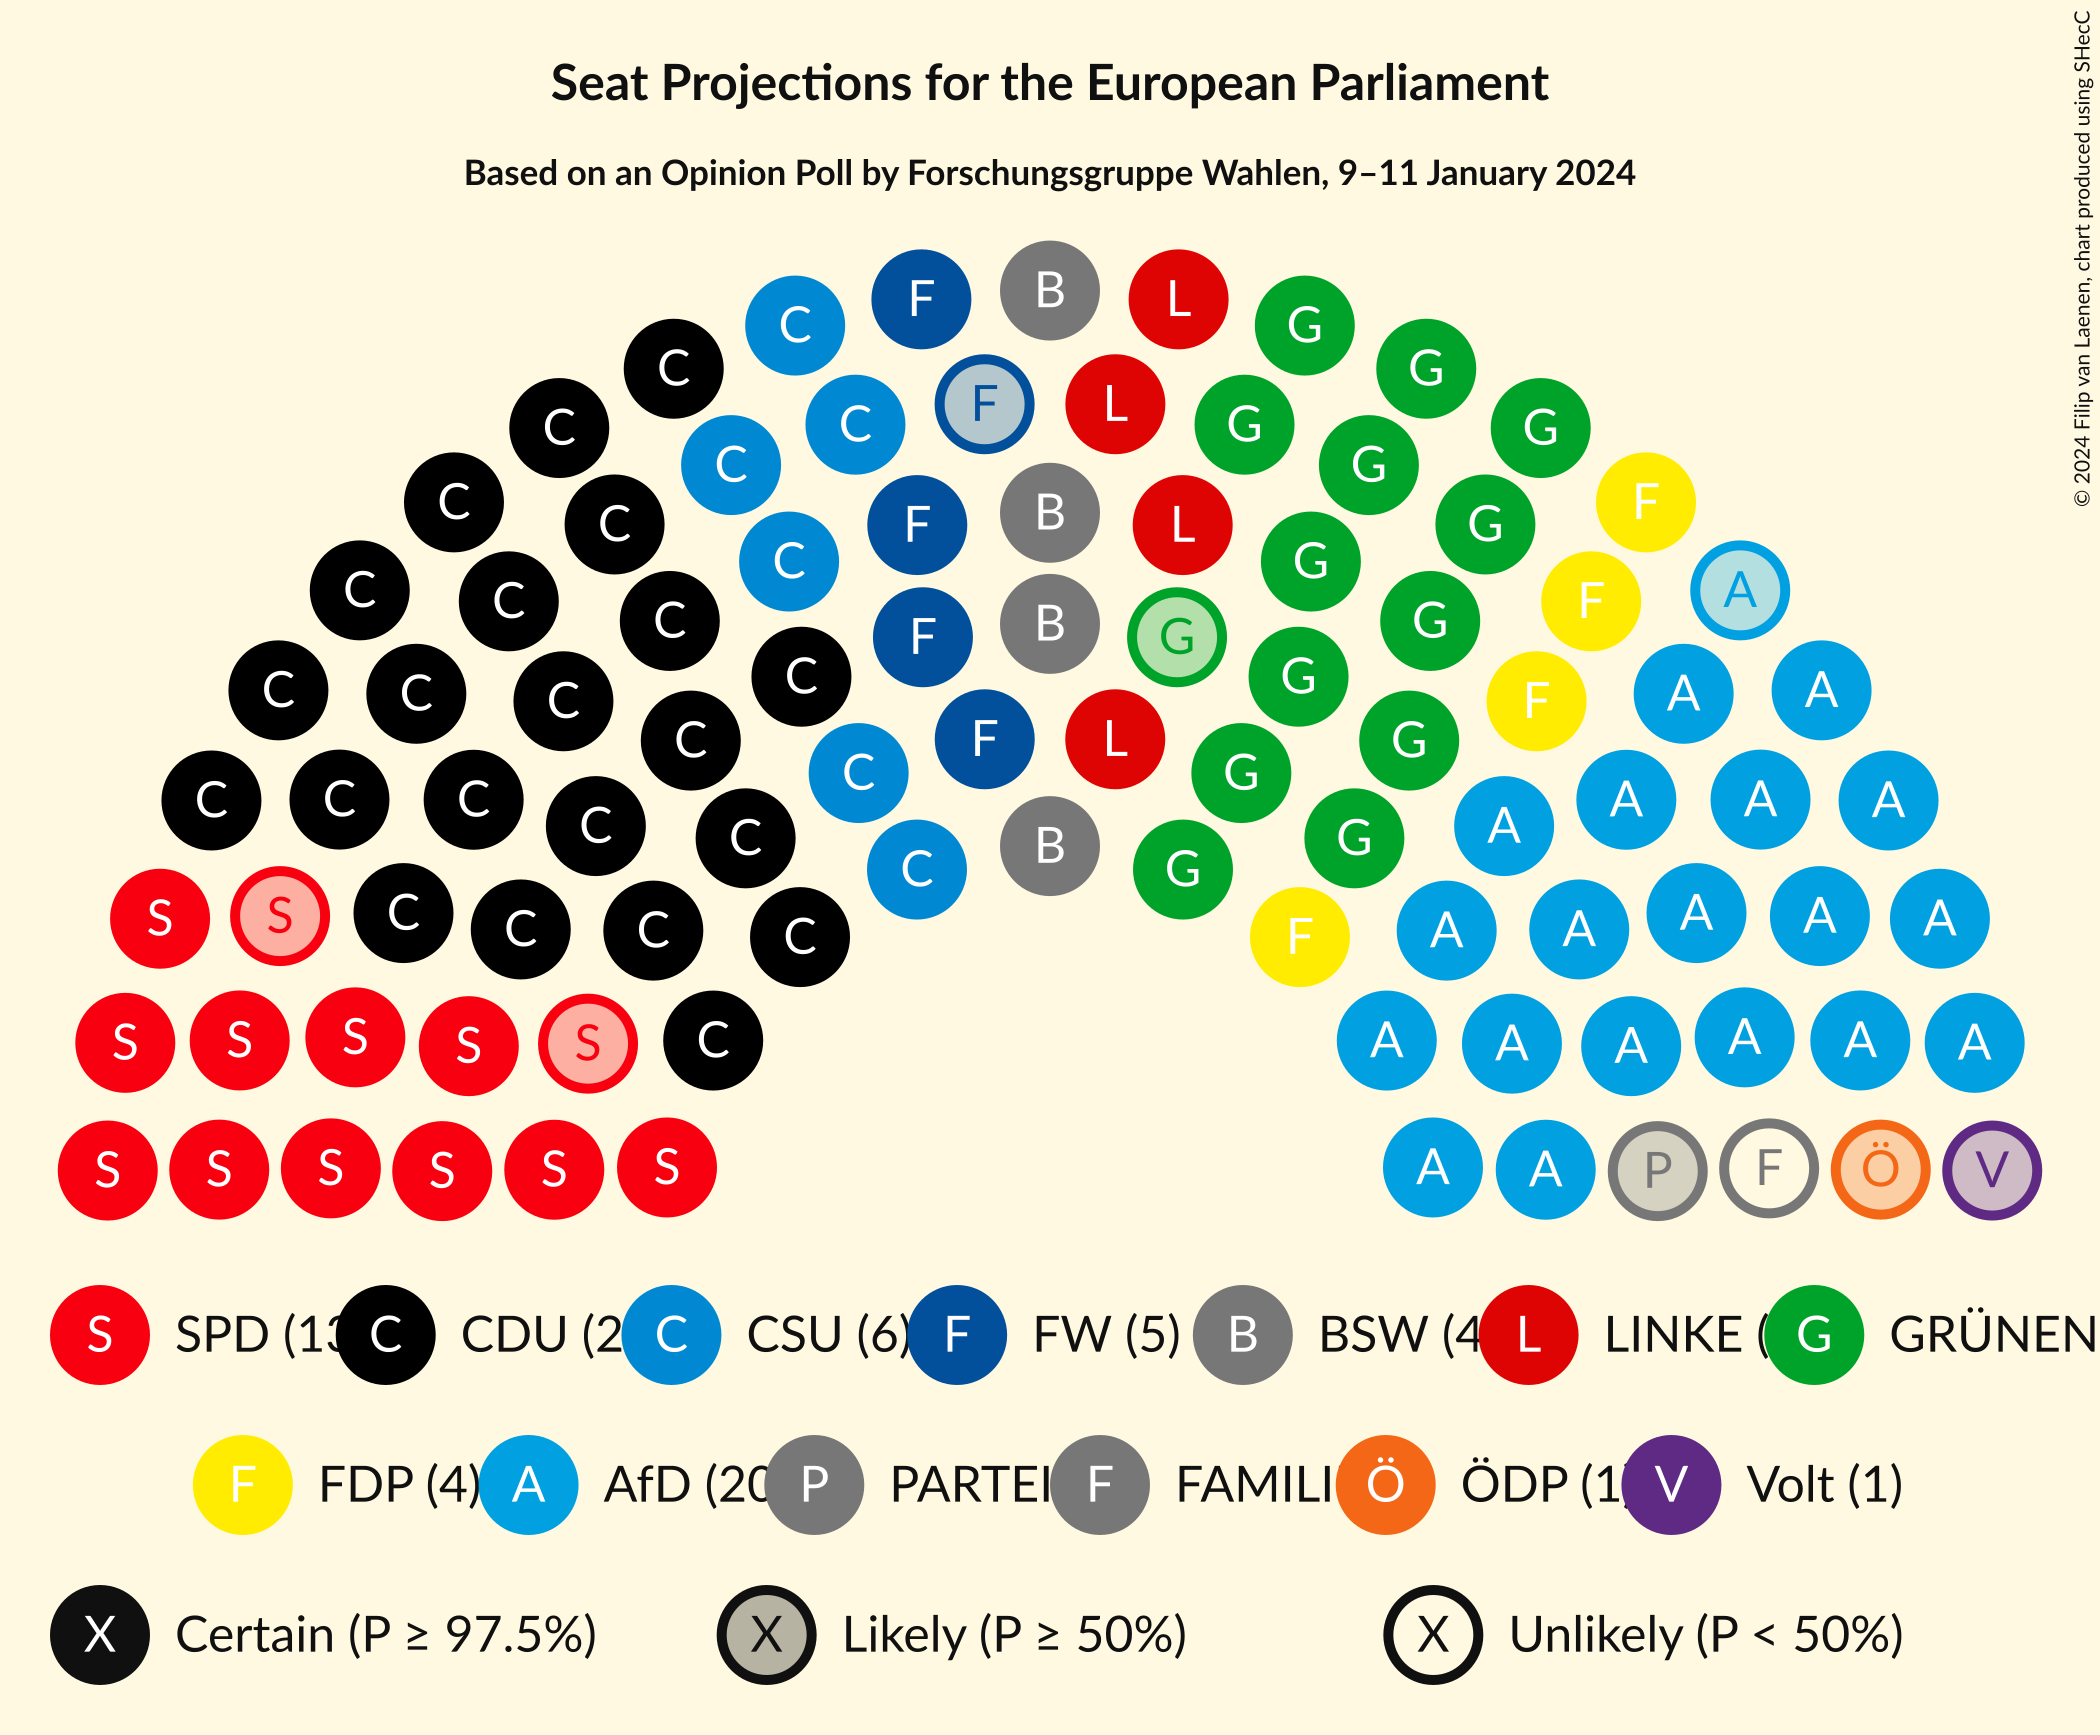 Seat Projections for the European Parliament
Based on an Opinion Poll by Forschungsgruppe Wahlen, 9–11 January 2024
© 2024 Filip van Laenen, chart produced using SHecC
F B L
C G
C F G
C C L G
C C G G
C F B L F
C C C G G F
C C F B G G F A
C C C C F L G G A A
C C C C C C G G A A A A
S S C C C C C B G F A A A A A
S S S S S C A A A A A A
S S S S S S A A P F Ö V
S SPD (13 C CDU (2 C CSU (6) F FW (5) B BSW (4 L LINKE ( G GRÜNEN
F FDP (4) A AfD (20 P PARTEI F FAMILI Ö ÖDP (1) V Volt (1)
X Certain (P ≥ 97.5%) X Likely (P ≥ 50%) X Unlikely (P < 50%)